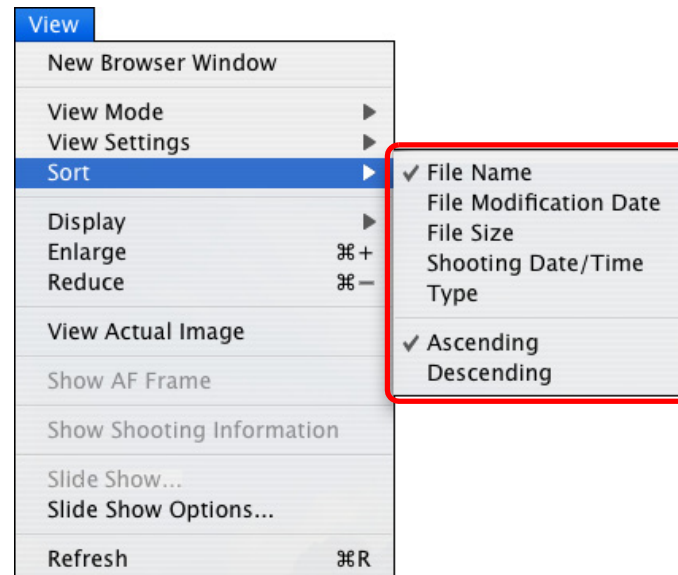 View
New Browser Window
View Mode
View Settings
Sort
Display
Enlarge ⌘+
Reduce ⌘−
View Actual Image
Show AF Frame
Show Shooting Information
Slide Show...
Slide Show Options...
Refresh ⌘R
✓ File Name
File Modification Date
File Size
Shooting Date/Time
Type
✓ Ascending
Descending